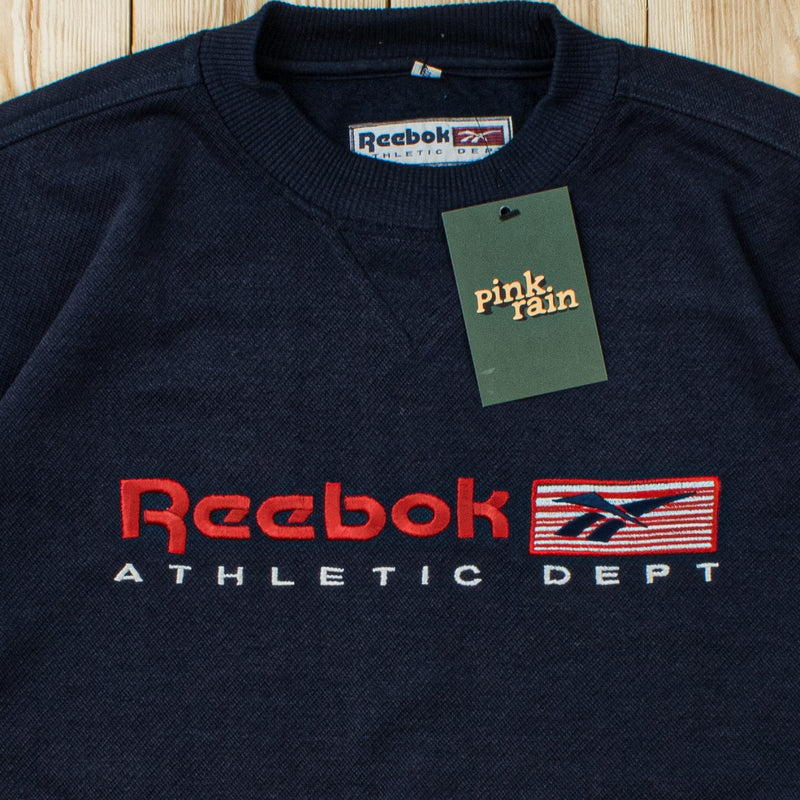 Reebok
ATHLETIC DEPT
pink
rain
Reebok
ATHLETIC DEPT